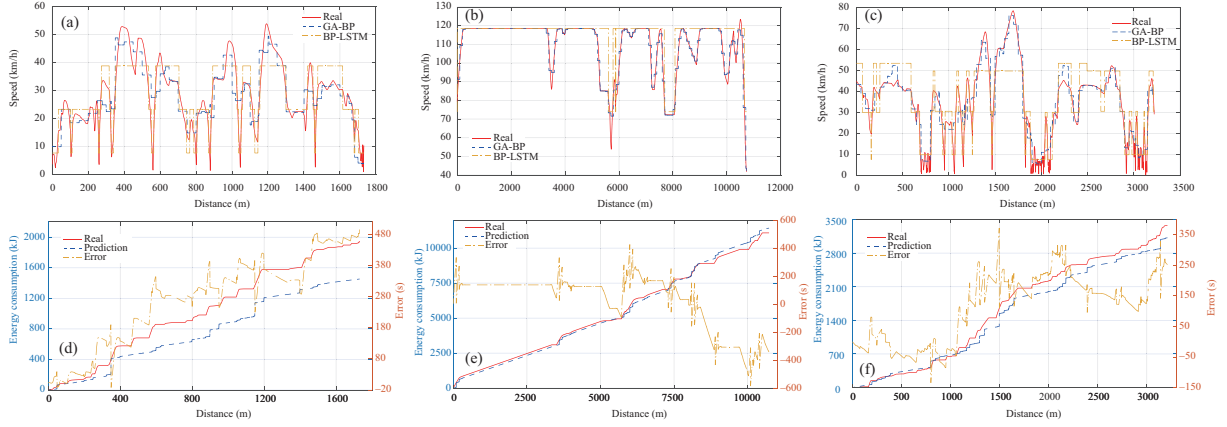 (a)
Real
GA-BP
BP-LSTM
Speed (km/h)
60
50
40
30
20
10
0
0 200 400 600 800 1000 1200 1400 1600 1800
Distance (m)
(b)
Real
GA-BP
BP-LSTM
Speed (km/h)
130
120
110
100
90
80
70
60
50
40
0 2000 4000 6000 8000 10000 12000
Distance (m)
(c)
Real
GA-BP
BP-LSTM
Speed (km/h)
80
70
60
50
40
30
20
10
0
0 500 1000 1500 2000 2500 3000 3500
Distance (m)
(d)
Real
Prediction
Error
Energy consumption (kJ)
2000
1600
1200
800
400
0
Error (s)
480
380
280
180
80
−20
0 400 800 1200 1600
Distance (m)
(e)
Real
Prediction
Error
Energy consumption (kJ)
10000
7500
5000
2500
0
Error (s)
600
400
200
0
−200
−400
−600
0 2500 5000 7500 10000
Distance (m)
(f)
Real
Prediction
Error
Energy consumption (kJ)
3500
2800
2100
1400
700
0
Error (s)
350
250
150
50
−50
−150
0 500 1000 1500 2000 2500 3000
Distance (m)